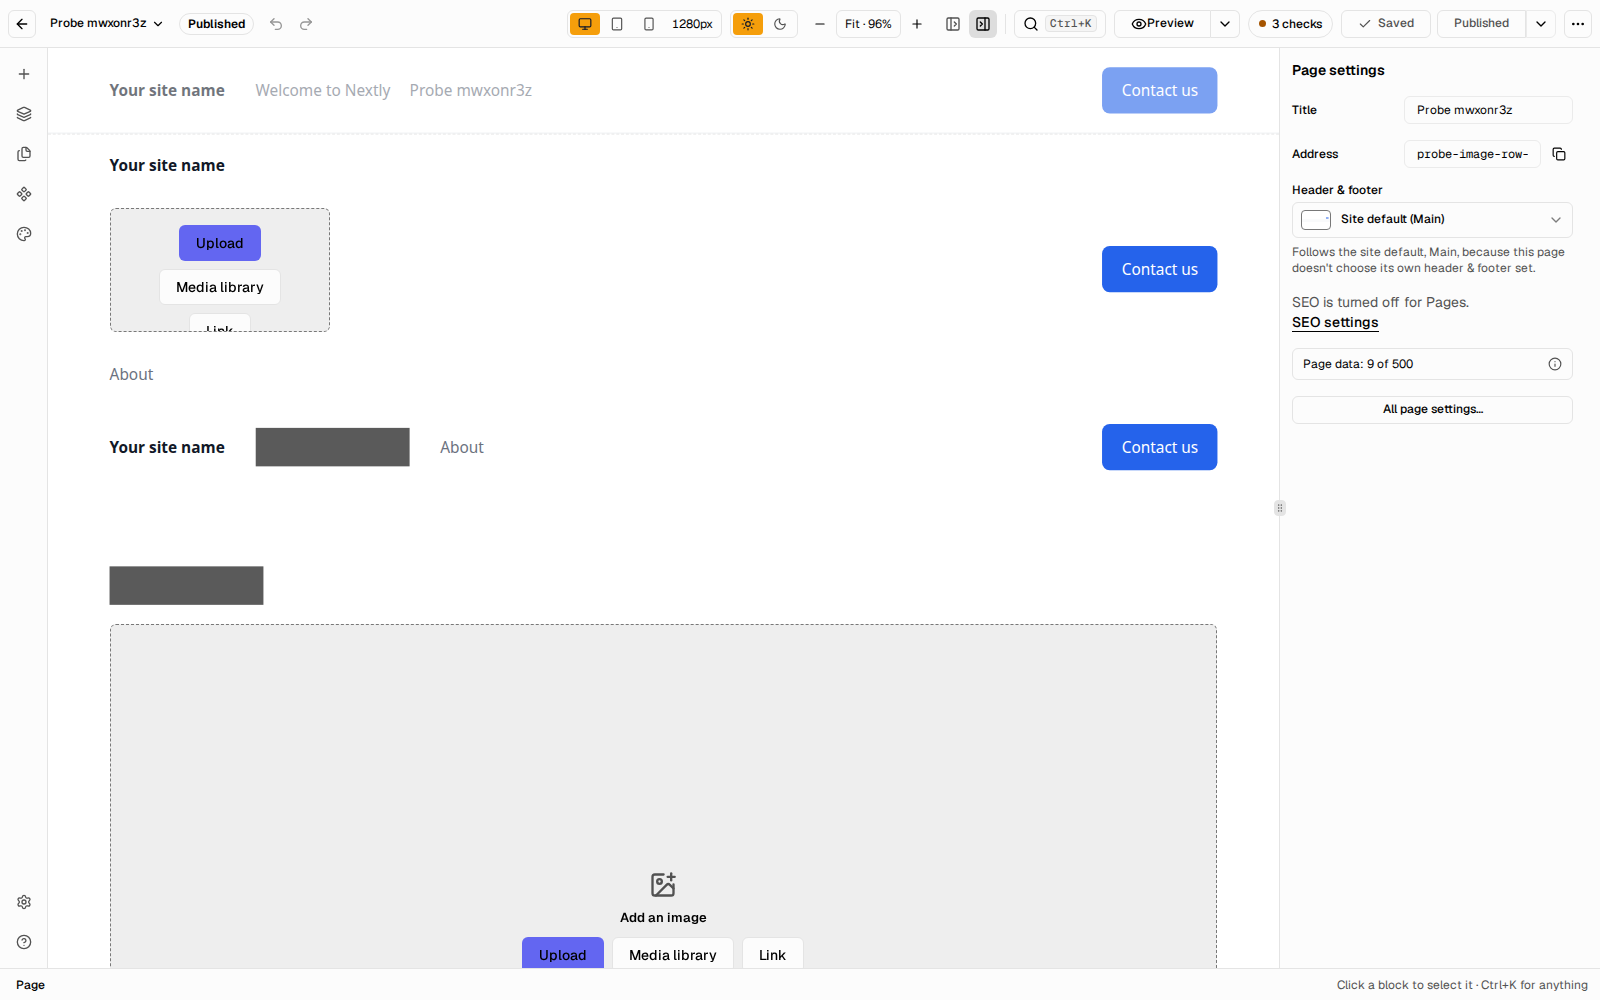 Probe mwxonr3z
Published
1280px
Fit · 96%
Ctrl+K
Preview
3 checks
Saved
Published
Your site name
Welcome to Nextly
Probe mwxonr3z
Contact us
Your site name
Upload
Media library
Link
Contact us
About
Your site name
About
Contact us
Add an image
Upload
Media library
Link
Page settings
Title
Probe mwxonr3z
Address
probe-image-row-
Header & footer
Site default (Main)
Follows the site default, Main, because this page
doesn't choose its own header & footer set.
SEO is turned off for Pages.
SEO settings
Page data: 9 of 500
All page settings...
Page
Click a block to select it · Ctrl+K for anything